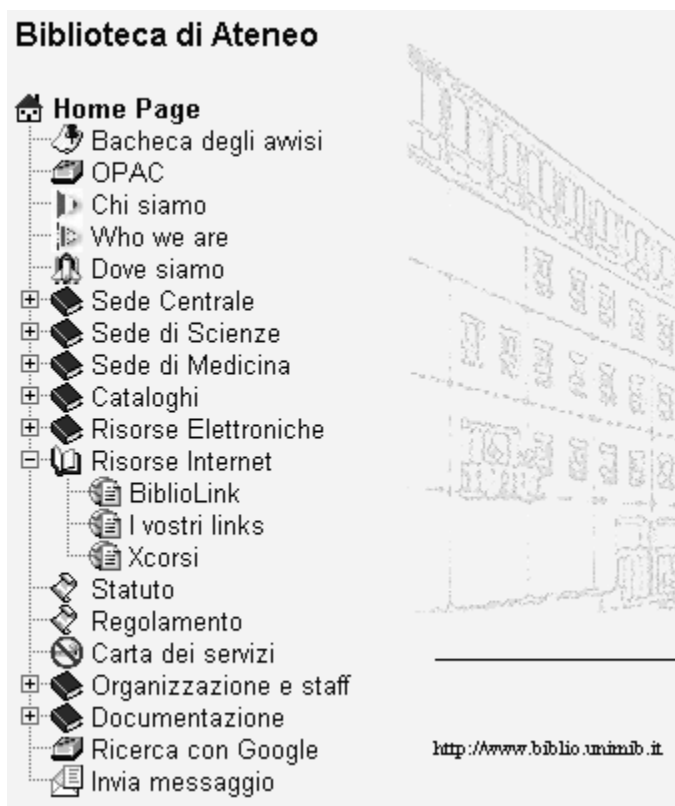 Biblioteca di Ateneo
Home Page
Bacheca degli avvisi
OPAC
Chi siamo
Who we are
Dove siamo
Sede Centrale
Sede di Scienze
Sede di Medicina
Cataloghi
Risorse Elettroniche
Risorse Internet
BiblioLink
I vostri links
Xcorsi
Statuto
Regolamento
Carta dei servizi
Organizzazione e staff
Documentazione
Ricerca con Google
http://www.biblio.unimib.it
Invia messaggio